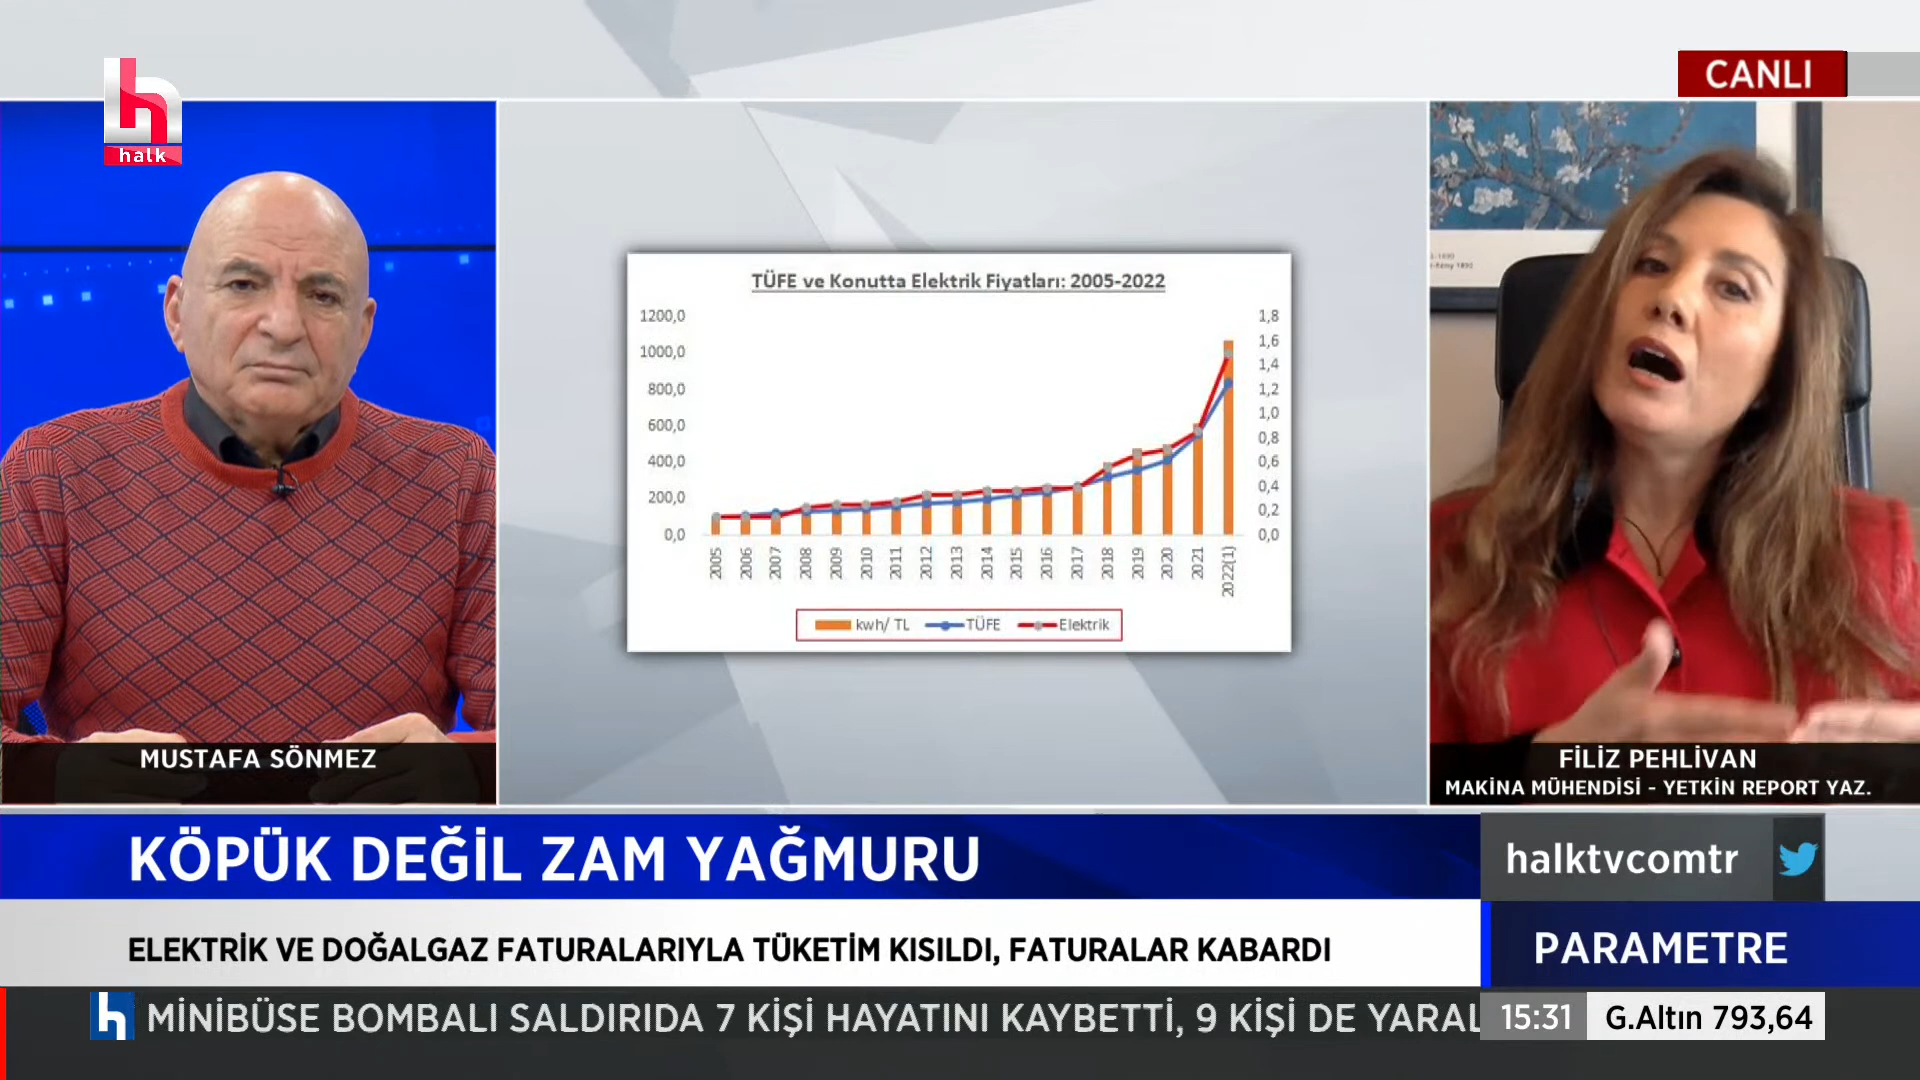 CANLI
halk
TÜFE ve Konutta Elektrik Fiyatları: 2005-2022
1200,0
1000,0
800,0
600,0
400,0
200,0
0,0
1,8
1,6
1,4
1,2
1,0
0,8
0,6
0,4
0,2
0,0
2005
2006
2007
2008
2009
2010
2011
2012
2013
2014
2015
2016
2017
2018
2019
2020
2021
2022(1)
kwh/ TL
TÜFE
Elektrik
MUSTAFA SÖNMEZ
FİLİZ PEHLİVAN
MAKİNA MÜHENDİSİ - YETKİN REPORT YAZ.
KÖPÜK DEĞİL ZAM YAĞMURU
halktvcomtr
ELEKTRİK VE DOĞALGAZ FATURALARIYLA TÜKETİM KISILDI, FATURALAR KABARDI
PARAMETRE
h MİNİBÜSE BOMBALI SALDIRIDA 7 KİŞİ HAYATINI KAYBETTİ, 9 KİŞİ DE YARAL
15:31
G.Altın 793,64